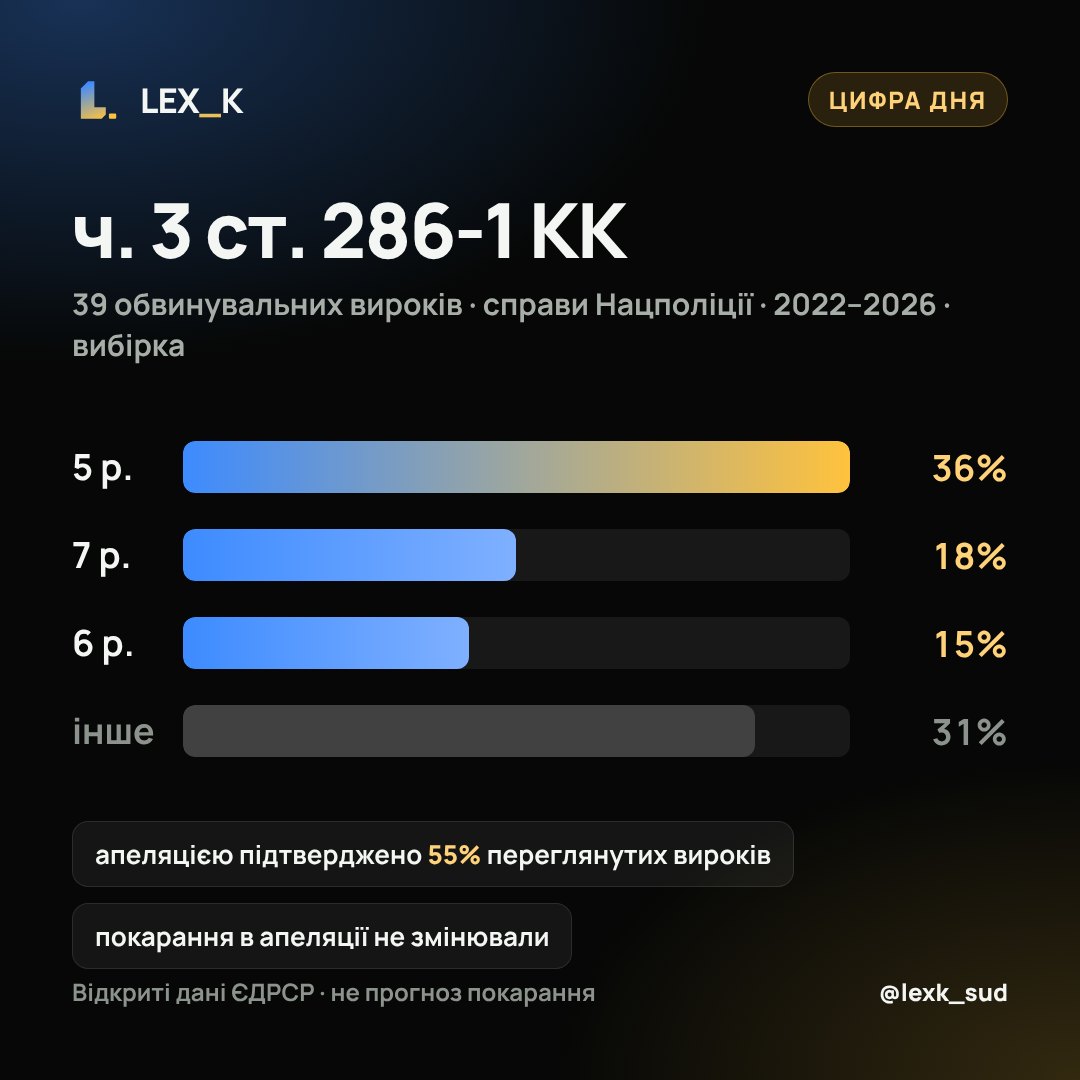 LEX_K
ЦИФРА ДНЯ
ч. 3 ст. 286-1 КК
39 обвинувальних вироків · справи Нацполіції · 2022–2026 ·
вибірка
5 р. 36%
7 р. 18%
6 р. 15%
інше 31%
апеляцією підтверджено 55% переглянутих вироків
покарання в апеляції не змінювали
Відкриті дані ЄДРСР · не прогноз покарання
@lexk_sud